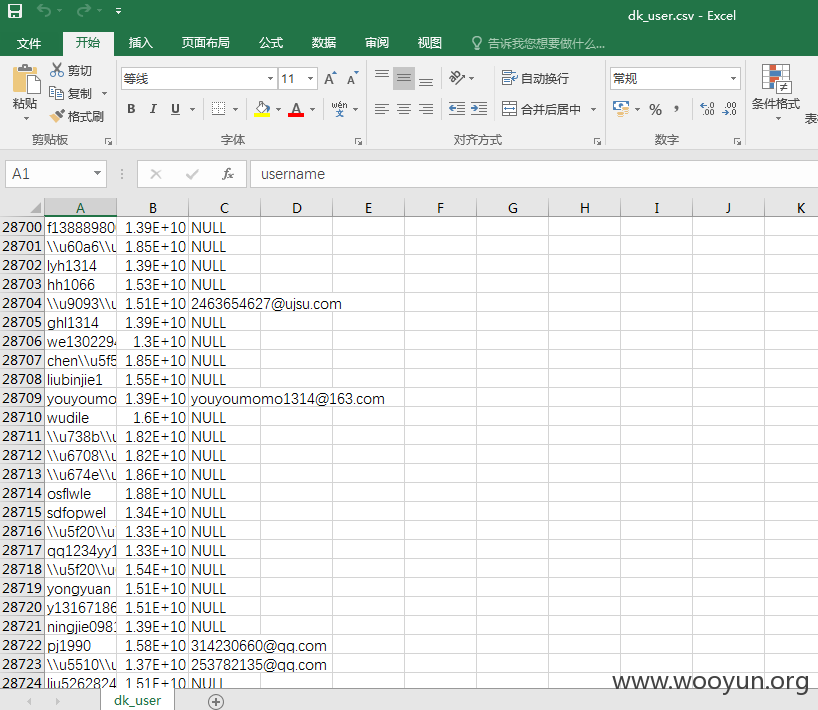 dk_user.csv - Excel
文件 开始 插入 页面布局 公式 数据 审阅 视图 告诉我您想要做什么...
粘贴 剪切 复制 格式刷 剪贴板
等线 11 A A B I U A wén 文 字体
自动换行 合并后居中 对齐方式
常规 % , .00 .0 数字
条件格式
A1 fx username
A B C D E F G H I J K
28700 f13888980 1.39E+10 NULL
28701 \\u60a6\\u 1.85E+10 NULL
28702 lyh1314 1.39E+10 NULL
28703 hh1066 1.53E+10 NULL
28704 \\u9093\\u 1.51E+10 2463654627@ujsu.com
28705 ghl1314 1.39E+10 NULL
28706 we1302294 1.3E+10 NULL
28707 chen\\u5f5 1.85E+10 NULL
28708 liubinjie1 1.55E+10 NULL
28709 youyoumo 1.39E+10 youyoumomo1314@163.com
28710 wudile 1.6E+10 NULL
28711 \\u738b\\u 1.82E+10 NULL
28712 \\u6708\\u 1.82E+10 NULL
28713 \\u674e\\u 1.86E+10 NULL
28714 osflwle 1.88E+10 NULL
28715 sdfopwel 1.34E+10 NULL
28716 \\u5f20\\u 1.33E+10 NULL
28717 qq1234yy1 1.33E+10 NULL
28718 \\u5f20\\u 1.54E+10 NULL
28719 yongyuan 1.51E+10 NULL
28720 y13167186 1.51E+10 NULL
28721 ningjie0981 1.39E+10 NULL
28722 pj1990 1.58E+10 314230660@qq.com
28723 \\u5510\\u 1.37E+10 253782135@qq.com
28724 liu5262824 1.51E+10 NULL
www.wooyun.org
dk_user